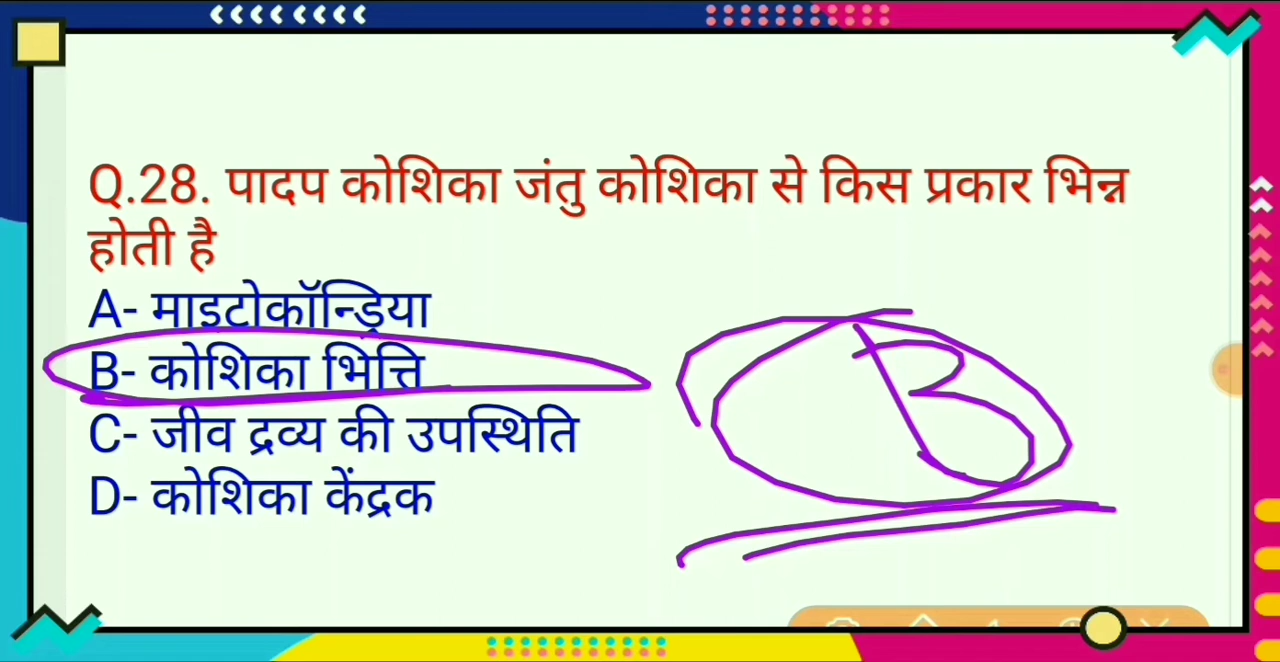 Q.28. पादप कोशिका जंतु कोशिका से किस प्रकार भिन्न
होती है
A- माइटोकॉन्ड्रिया
B- कोशिका भित्ति
C- जीव द्रव्य की उपस्थिति
D- कोशिका केंद्रक
B